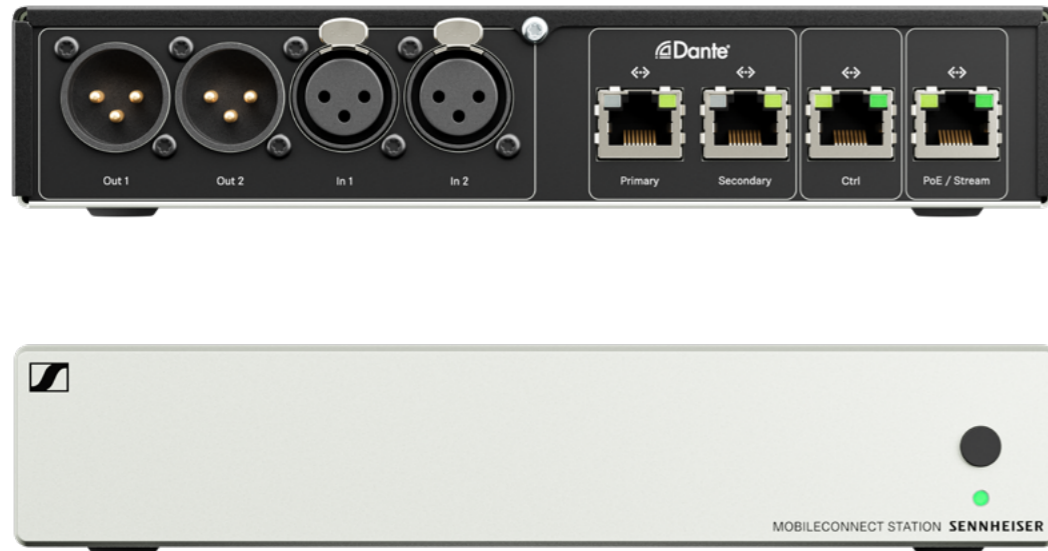 Dante®
Out 1
Out 2
In 1
In 2
Primary
Secondary
Ctrl
PoE / Stream
MOBILECONNECT STATION SENNHEISER